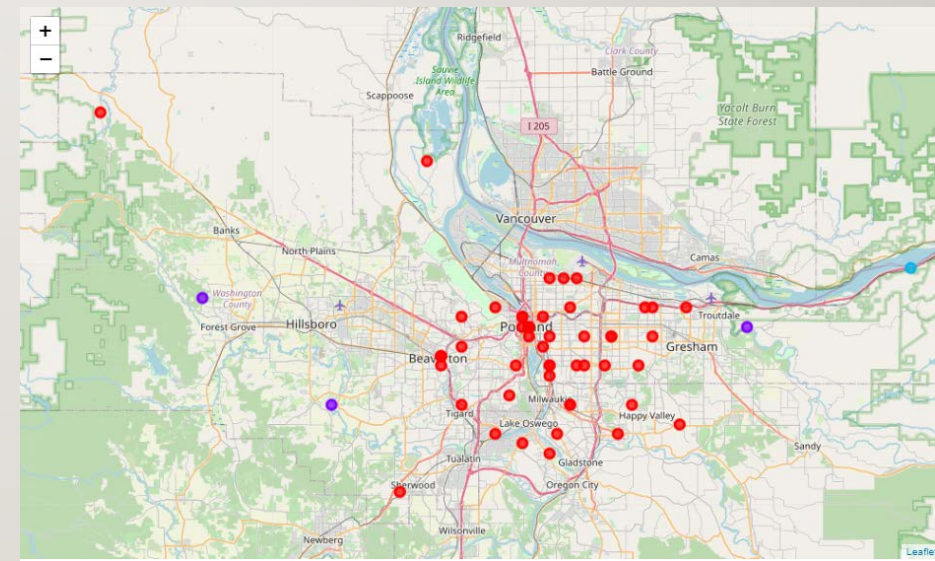 +
−
Ridgefield
Clark County
Battle Ground
Sauvie
Island Wildlife
Area
Scappoose
Yacolt Burn
State Forest
I 205
Vancouver
Banks
North Plains
Camas
Multnomah
County
Washington
County
Forest Grove
Hillsboro
Portland
Troutdale
Gresham
Beaverton
Milwaukie
Tigard
Happy Valley
Lake Oswego
Sandy
Tualatin
Gladstone
Sherwood
Oregon City
Wilsonville
Newberg
Leafle